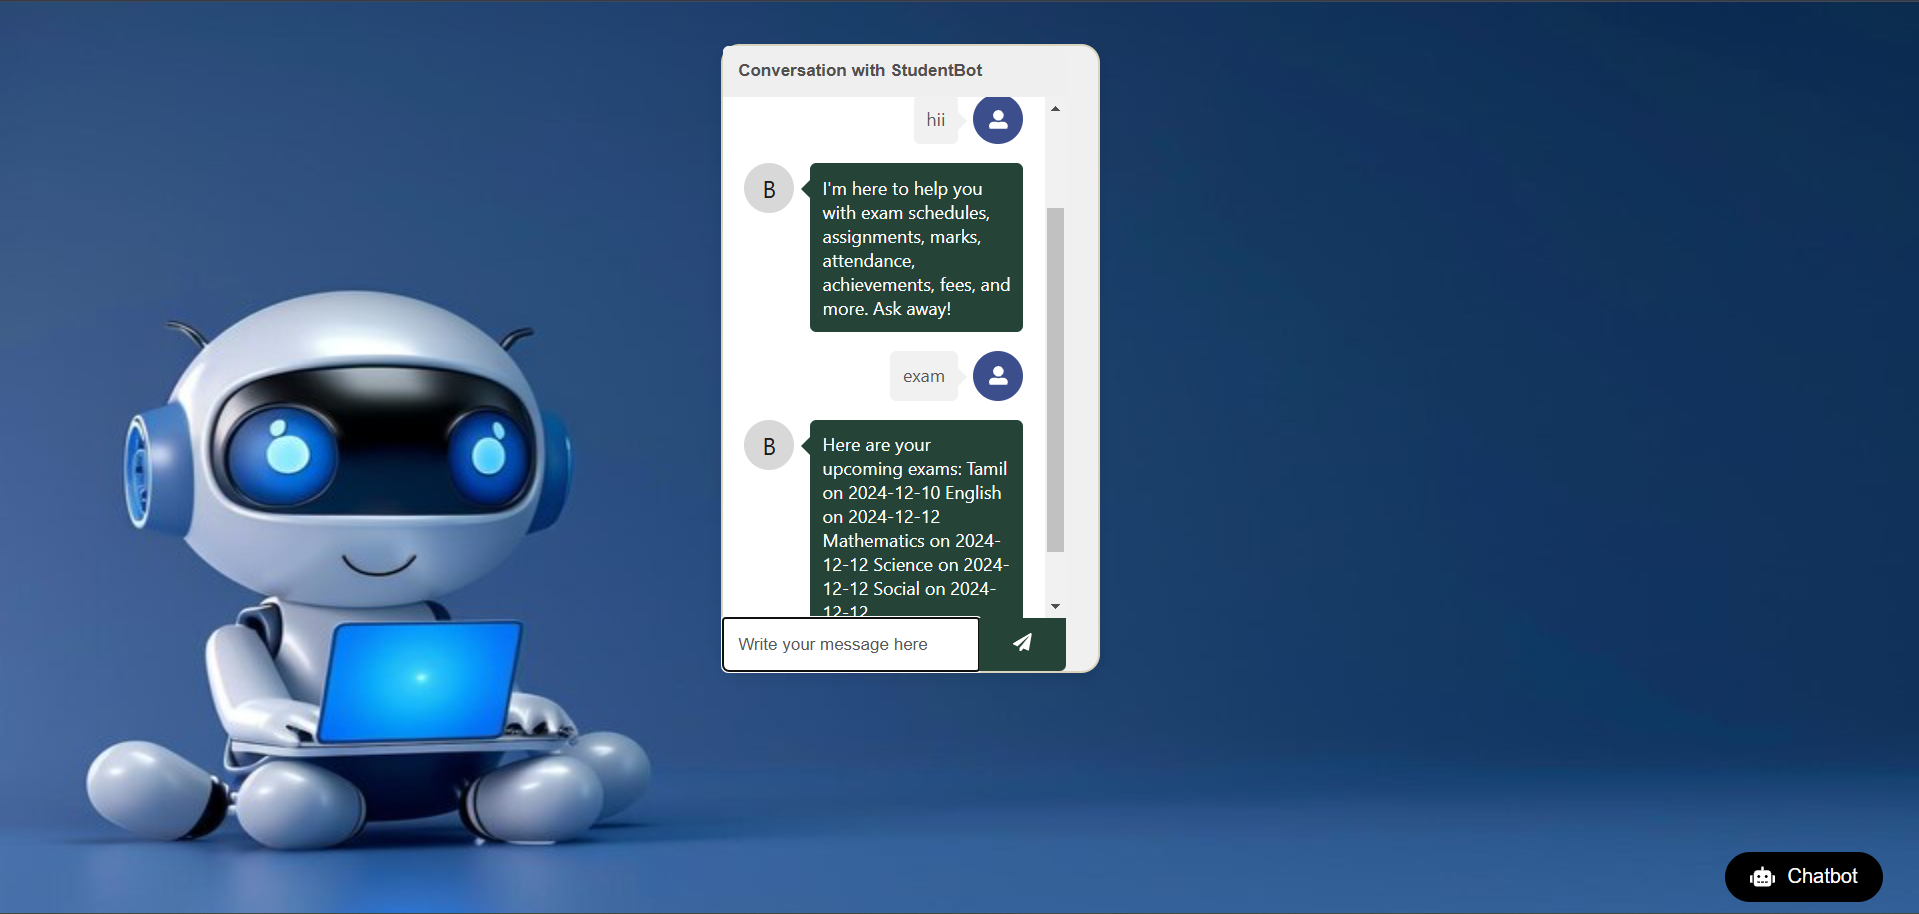 Conversation with StudentBot
hii
B
I'm here to help you
with exam schedules,
assignments, marks,
attendance,
achievements, fees, and
more. Ask away!
exam
B
Here are your
upcoming exams: Tamil
on 2024-12-10 English
on 2024-12-12
Mathematics on 2024-
12-12 Science on 2024-
12-12 Social on 2024-
12-12
Write your message here
Chatbot